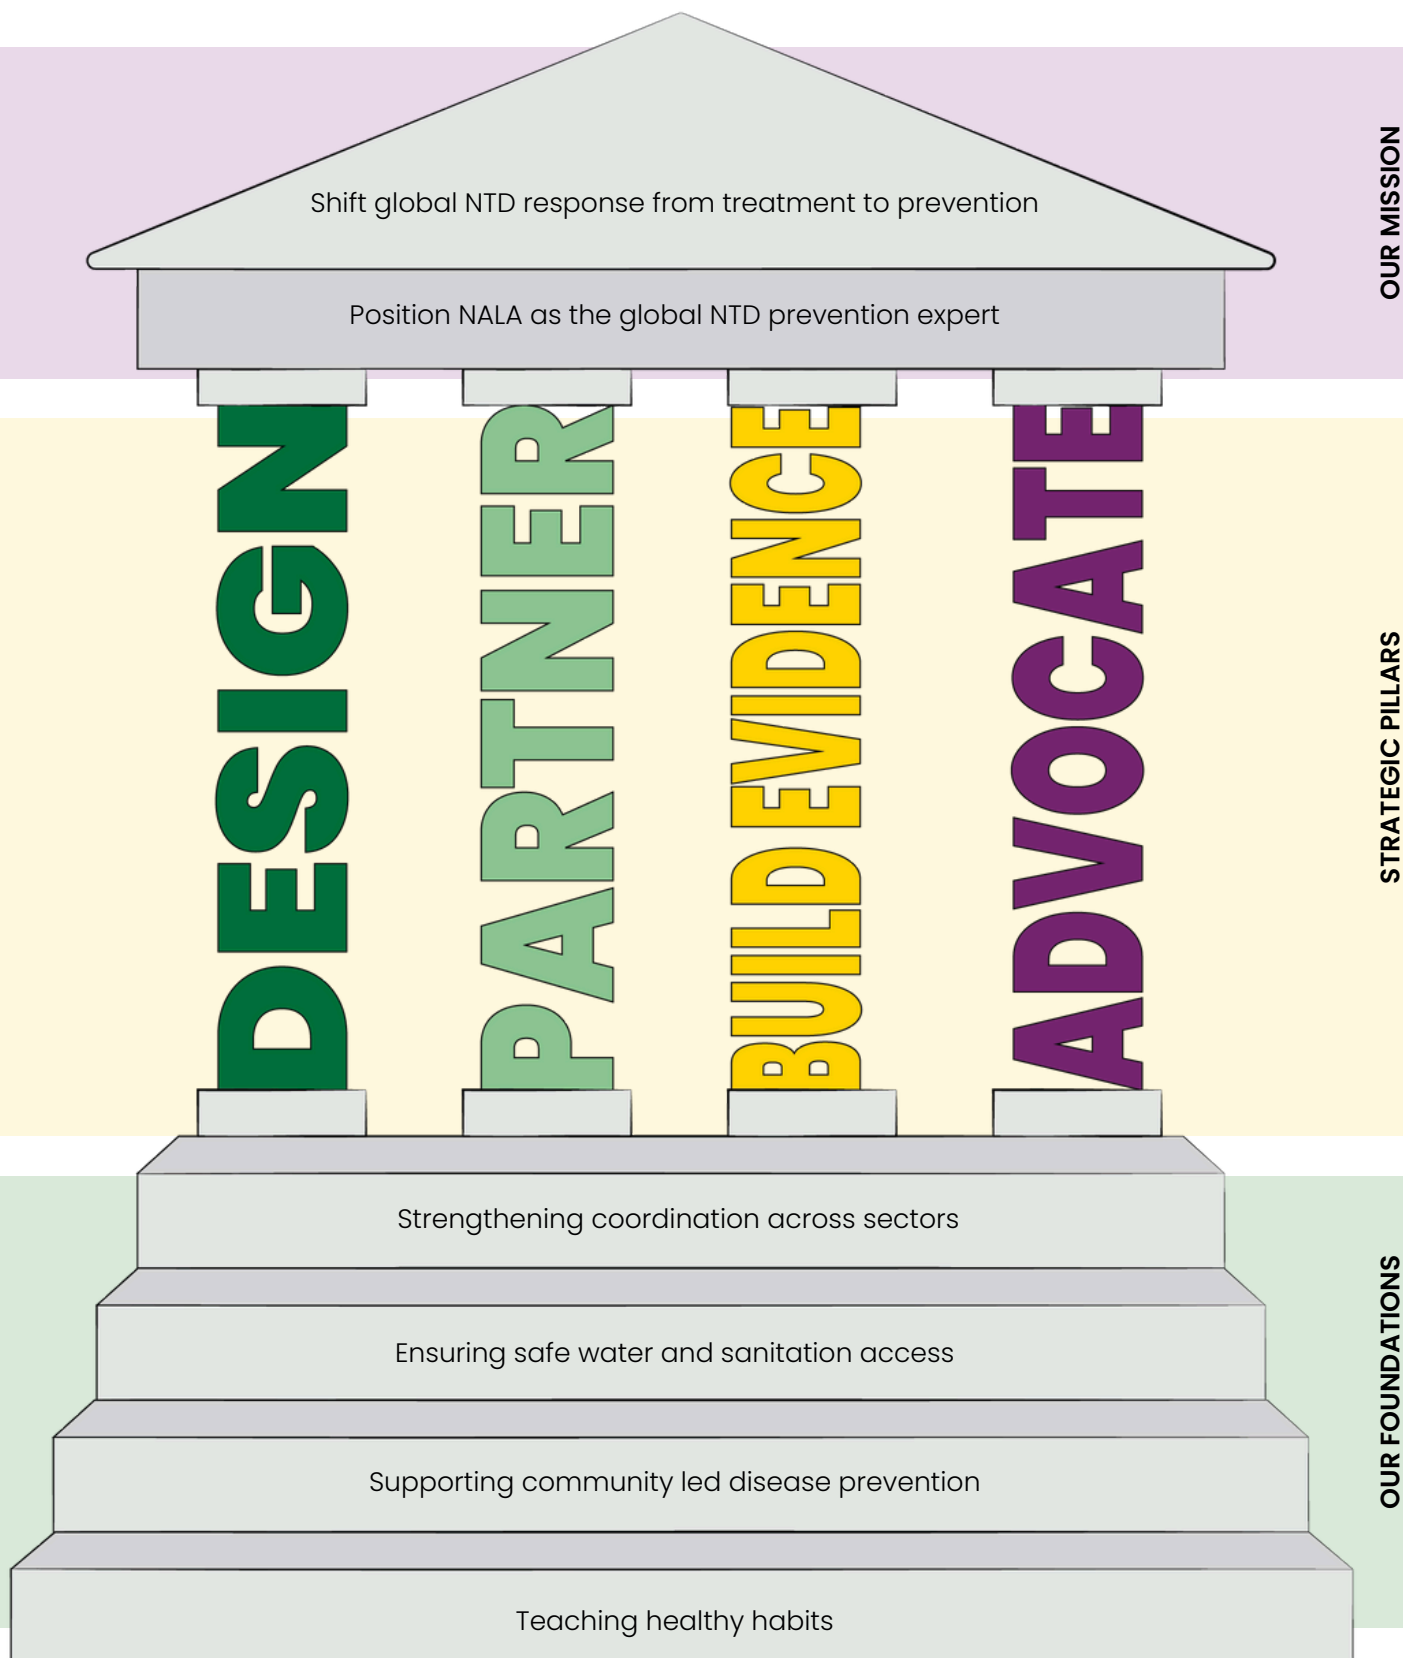 OUR MISSION
Shift global NTD response from treatment to prevention
Position NALA as the global NTD prevention expert
STRATEGIC PILLARS
DESIGN
PARTNER
BUILD EVIDENCE
ADVOCATE
OUR FOUNDATIONS
Strengthening coordination across sectors
Ensuring safe water and sanitation access
Supporting community led disease prevention
Teaching healthy habits